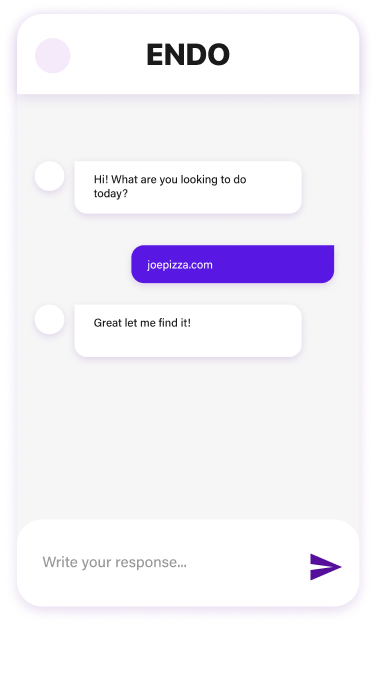 ENDO
Hi! What are you looking to do
today?
joepizza.com
Great let me find it!
Write your response...